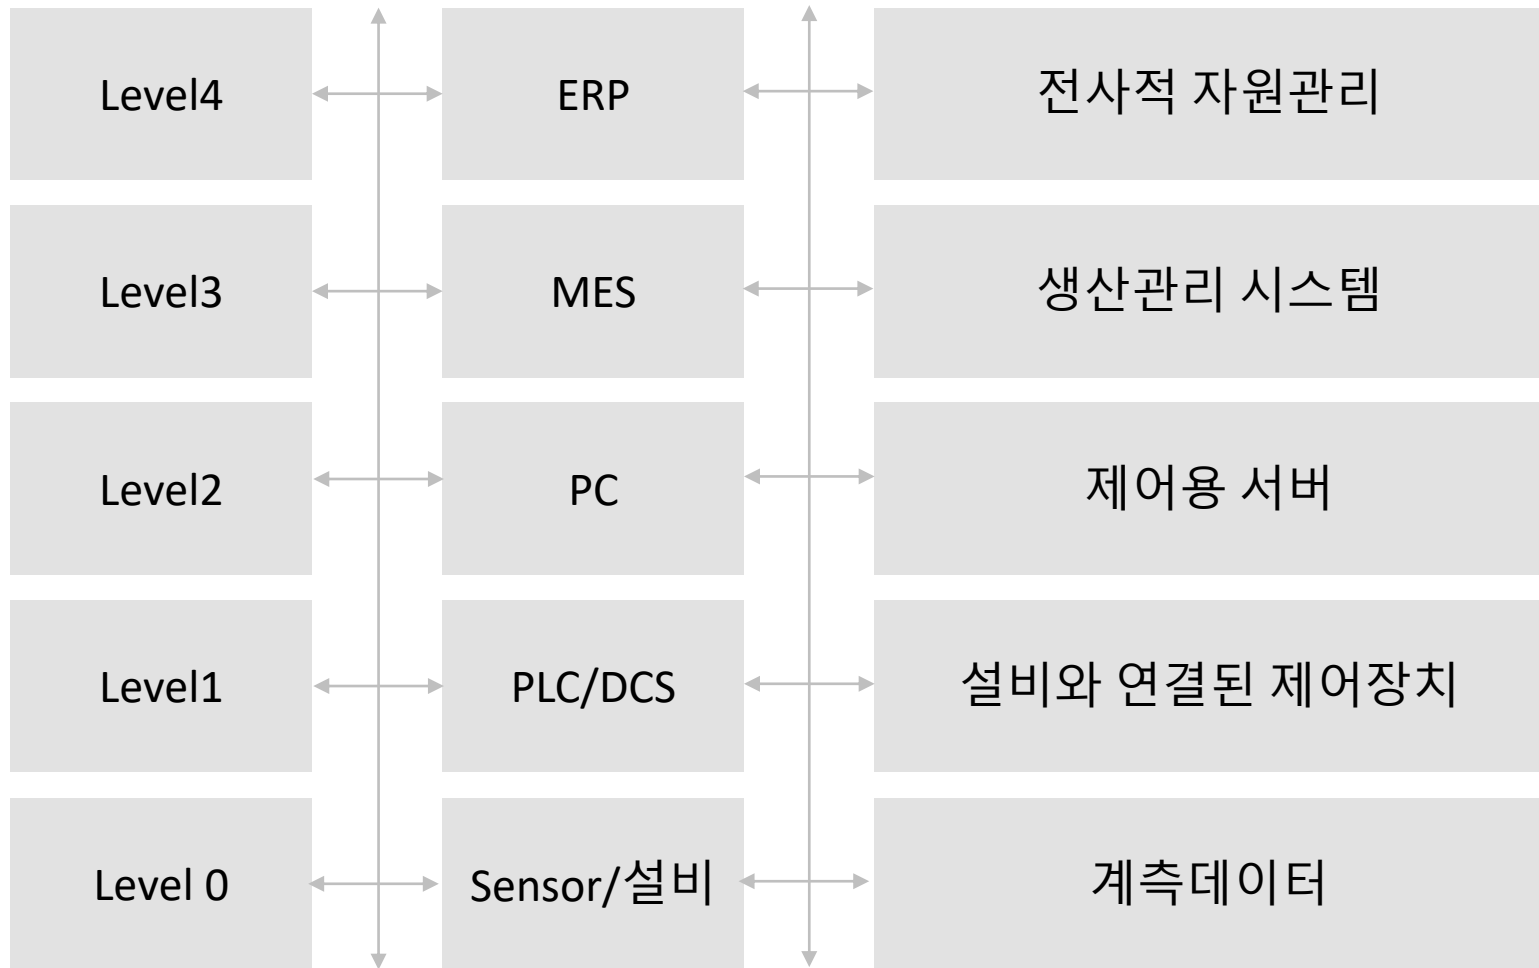 Level4
ERP
전사적 자원관리
Level3
MES
생산관리 시스템
Level2
PC
제어용 서버
Level1
PLC/DCS
설비와 연결된 제어장치
Level 0
Sensor/설비
계측데이터